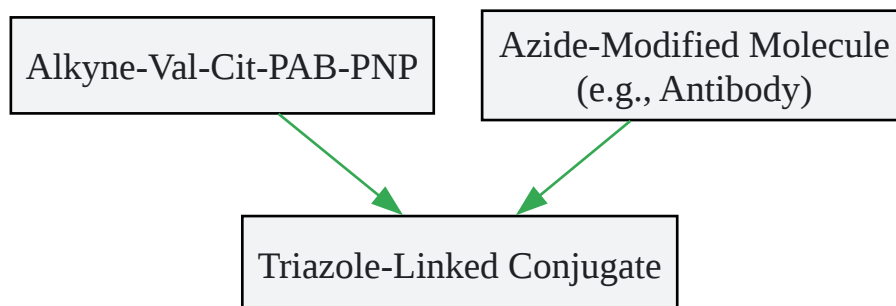 Alkyne-Val-Cit-PAB-PNP
Azide-Modified Molecule
(e.g., Antibody)
Triazole-Linked Conjugate